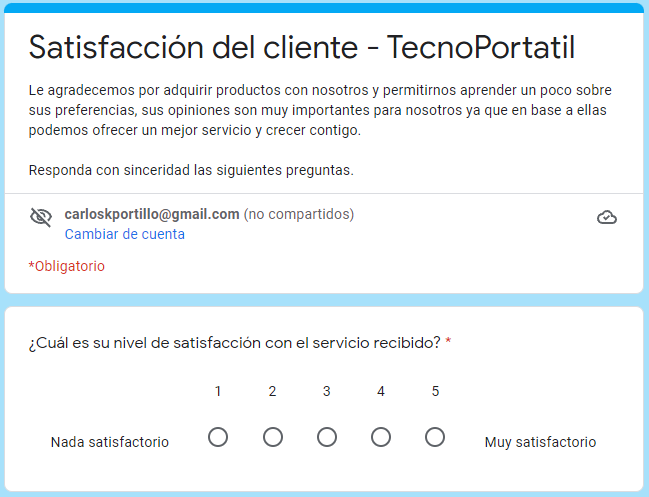 Satisfacción del cliente - TecnoPortatil
Le agradecemos por adquirir productos con nosotros y permitirnos aprender un poco sobre
sus preferencias, sus opiniones son muy importantes para nosotros ya que en base a ellas
podemos ofrecer un mejor servicio y crecer contigo.
Responda con sinceridad las siguientes preguntas.
carloskportillo@gmail.com (no compartidos)
Cambiar de cuenta
*Obligatorio
¿Cuál es su nivel de satisfacción con el servicio recibido? *
1 2 3 4 5
Nada satisfactorio Muy satisfactorio